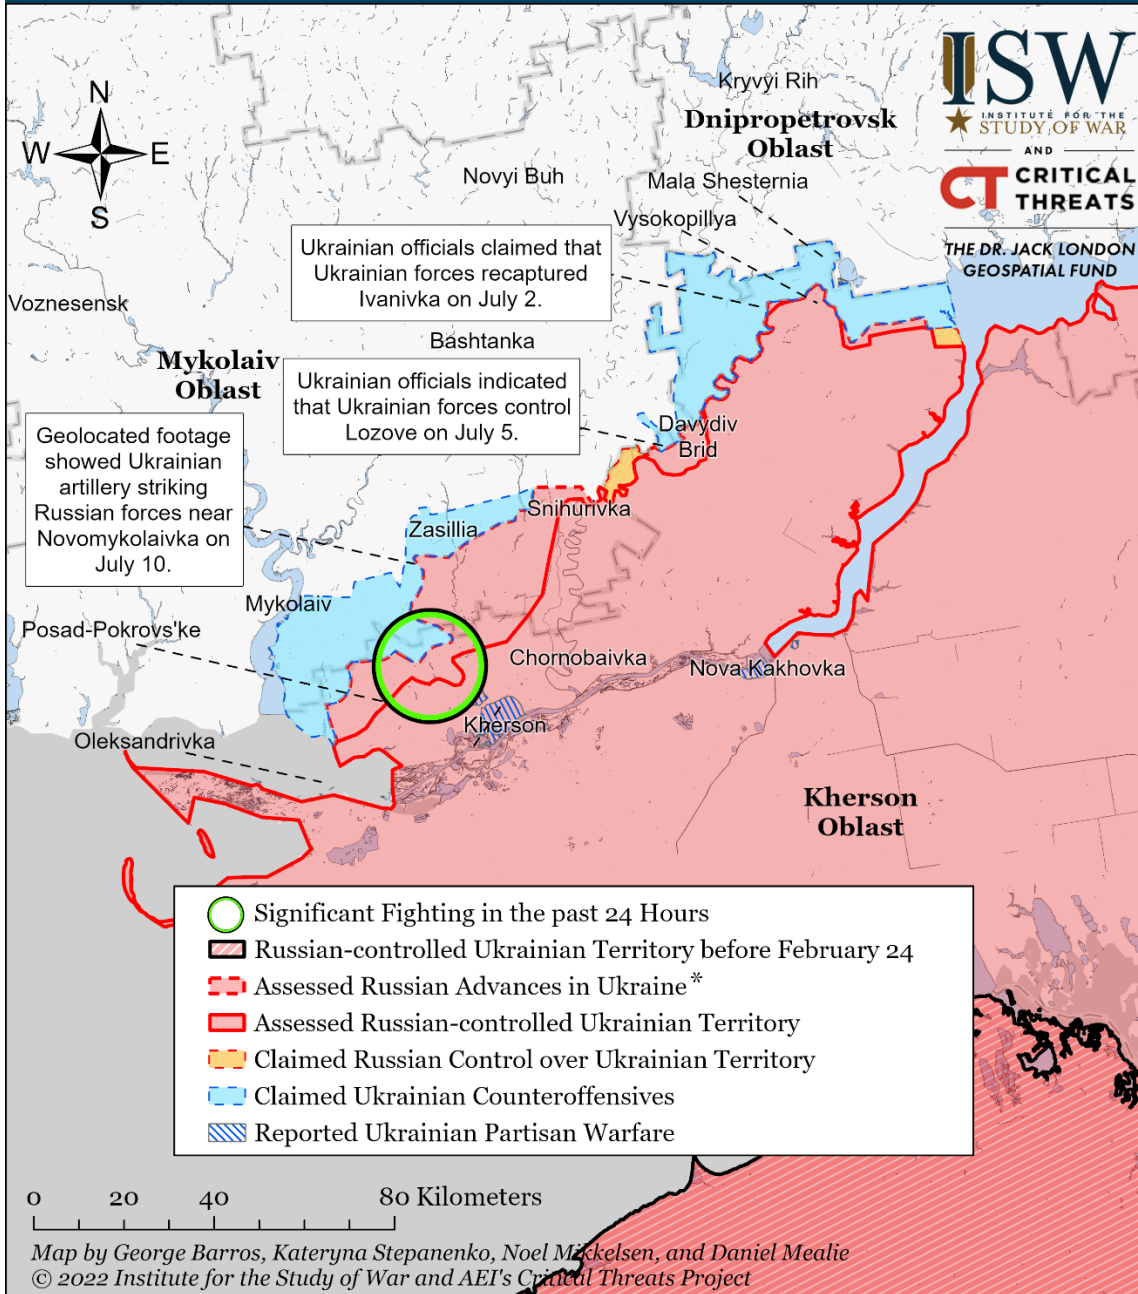 ISW
INSTITUTE FOR THE
STUDY OF WAR
AND
CT CRITICAL
THREATS
THE DR. JACK LONDON
GEOSPATIAL FUND
N
W E
S
Kryvyi Rih
Dnipropetrovsk
Oblast
Novyi Buh
Mala Shesternia
Vysokopillya
Ukrainian officials claimed that
Ukrainian forces recaptured
Ivanivka on July 2.
Voznesensk
Bashtanka
Mykolaiv
Oblast
Ukrainian officials indicated
that Ukrainian forces control
Lozove on July 5.
Davydiv
Brid
Geolocated footage
showed Ukrainian
artillery striking
Russian forces near
Novomykolaivka on
July 10.
Snihurivka
Zasillia
Mykolaiv
Posad-Pokrovs'ke
Chornobaivka
Nova Kakhovka
Kherson
Oleksandrivka
Kherson
Oblast
Significant Fighting in the past 24 Hours
Russian-controlled Ukrainian Territory before February 24
Assessed Russian Advances in Ukraine*
Assessed Russian-controlled Ukrainian Territory
Claimed Russian Control over Ukrainian Territory
Claimed Ukrainian Counteroffensives
Reported Ukrainian Partisan Warfare
0 20 40 80 Kilometers
Map by George Barros, Kateryna Stepanenko, Noel Mikkelsen, and Daniel Mealie
© 2022 Institute for the Study of War and AEI's Critical Threats Project